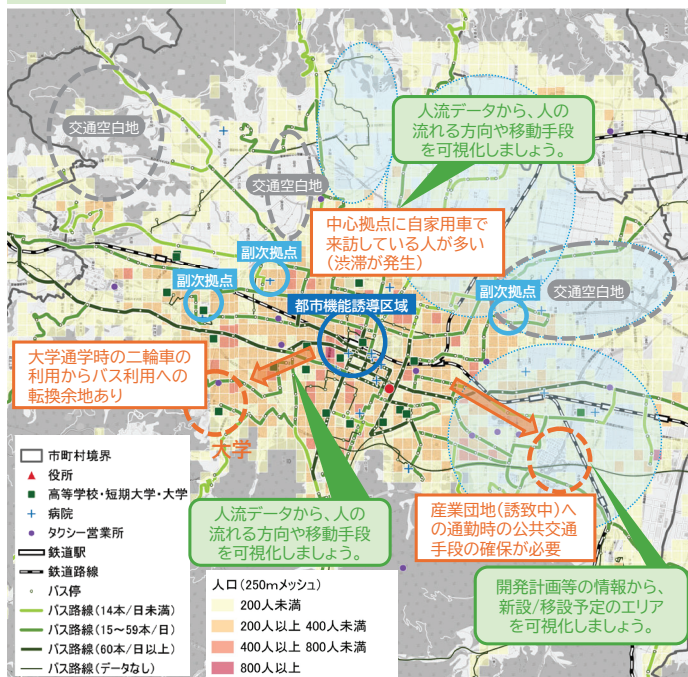 交通空白地
交通空白地
人流データから、人の
流れる方向や移動手段
を可視化しましょう。
中心拠点に自家用車で
来訪している人が多い
(渋滞が発生)
副次拠点
副次拠点
都市機能誘導区域
副次拠点
交通空白地
大学通学時の二輪車の
利用からバス利用への
転換余地あり
大学
人流データから、人の
流れる方向や移動手段
を可視化しましょう。
産業団地(誘致中)へ
の通勤時の公共交通
手段の確保が必要
開発計画等の情報から、
新設/移設予定のエリア
を可視化しましょう。
市町村境界
役所
高等学校・短期大学・大学
病院
タクシー営業所
鉄道駅
鉄道路線
バス停
バス路線(14本/日未満)
バス路線(15~59本/日)
バス路線(60本/日以上)
バス路線(データなし)
人口(250mメッシュ)
200人未満
200人以上 400人未満
400人以上 800人未満
800人以上